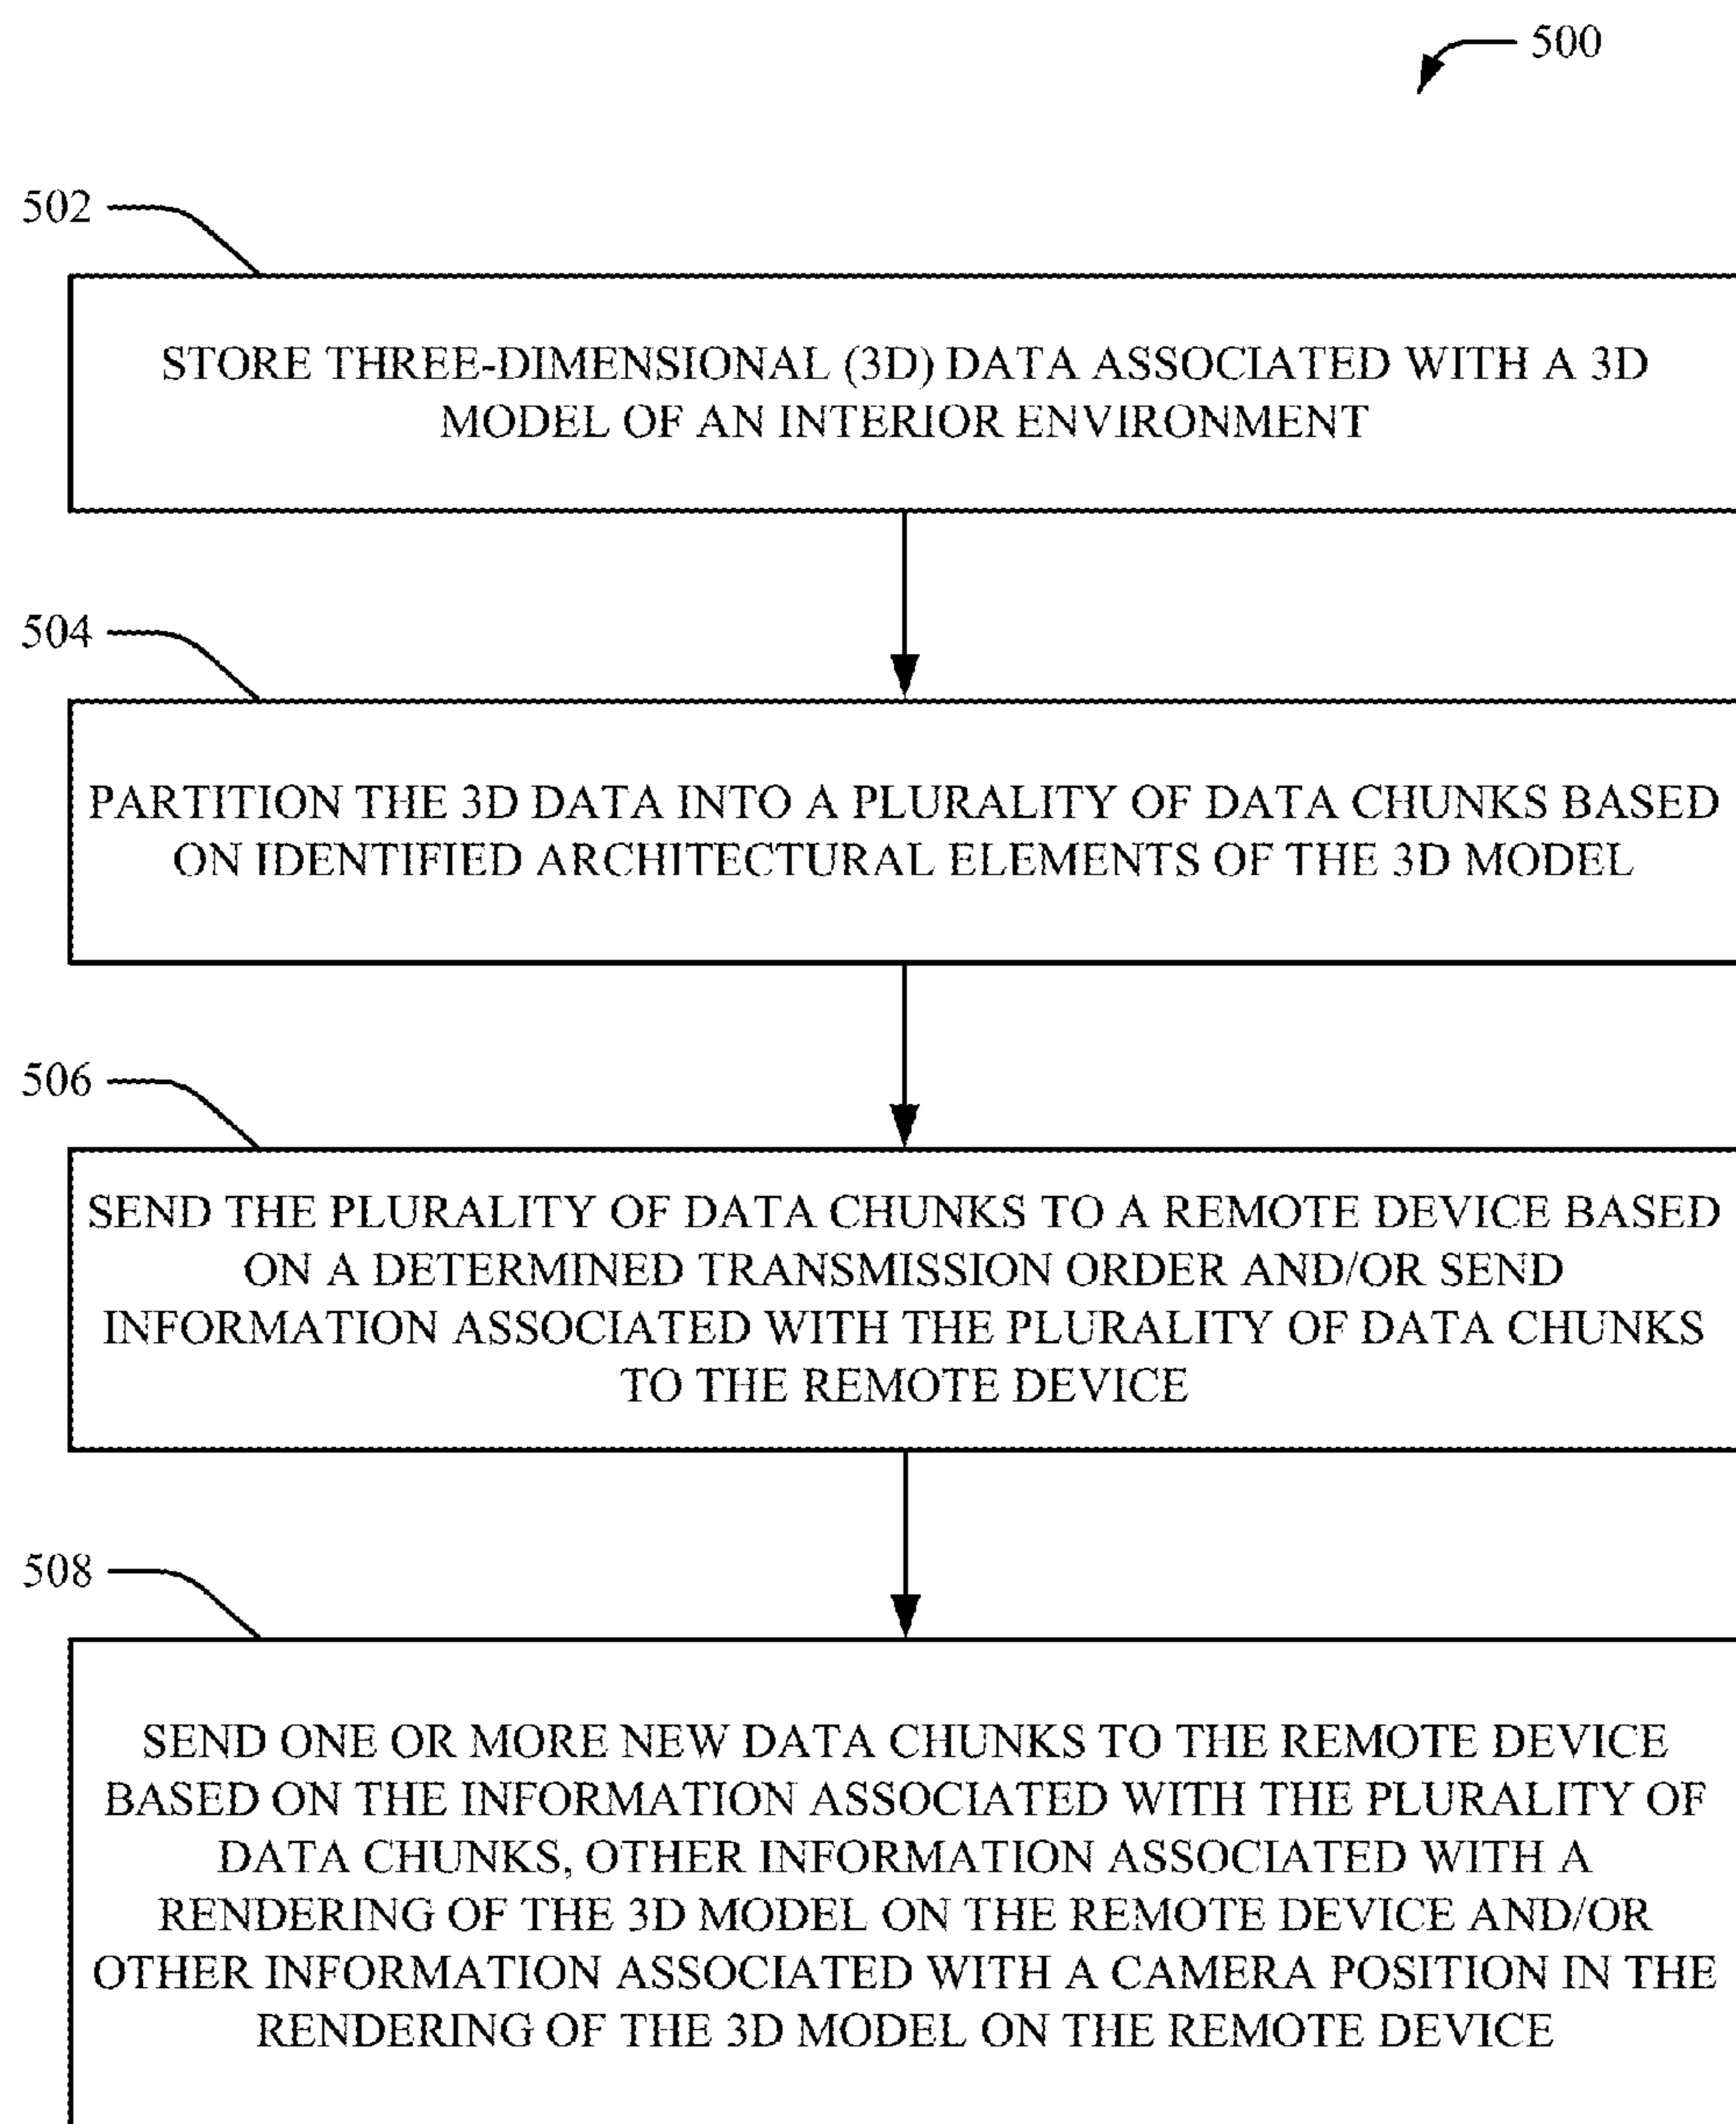 500
502
STORE THREE-DIMENSIONAL (3D) DATA ASSOCIATED WITH A 3D
MODEL OF AN INTERIOR ENVIRONMENT
504
PARTITION THE 3D DATA INTO A PLURALITY OF DATA CHUNKS BASED
ON IDENTIFIED ARCHITECTURAL ELEMENTS OF THE 3D MODEL
506
SEND THE PLURALITY OF DATA CHUNKS TO A REMOTE DEVICE BASED
ON A DETERMINED TRANSMISSION ORDER AND/OR SEND
INFORMATION ASSOCIATED WITH THE PLURALITY OF DATA CHUNKS
TO THE REMOTE DEVICE
508
SEND ONE OR MORE NEW DATA CHUNKS TO THE REMOTE DEVICE
BASED ON THE INFORMATION ASSOCIATED WITH THE PLURALITY OF
DATA CHUNKS, OTHER INFORMATION ASSOCIATED WITH A
RENDERING OF THE 3D MODEL ON THE REMOTE DEVICE AND/OR
OTHER INFORMATION ASSOCIATED WITH A CAMERA POSITION IN THE
RENDERING OF THE 3D MODEL ON THE REMOTE DEVICE